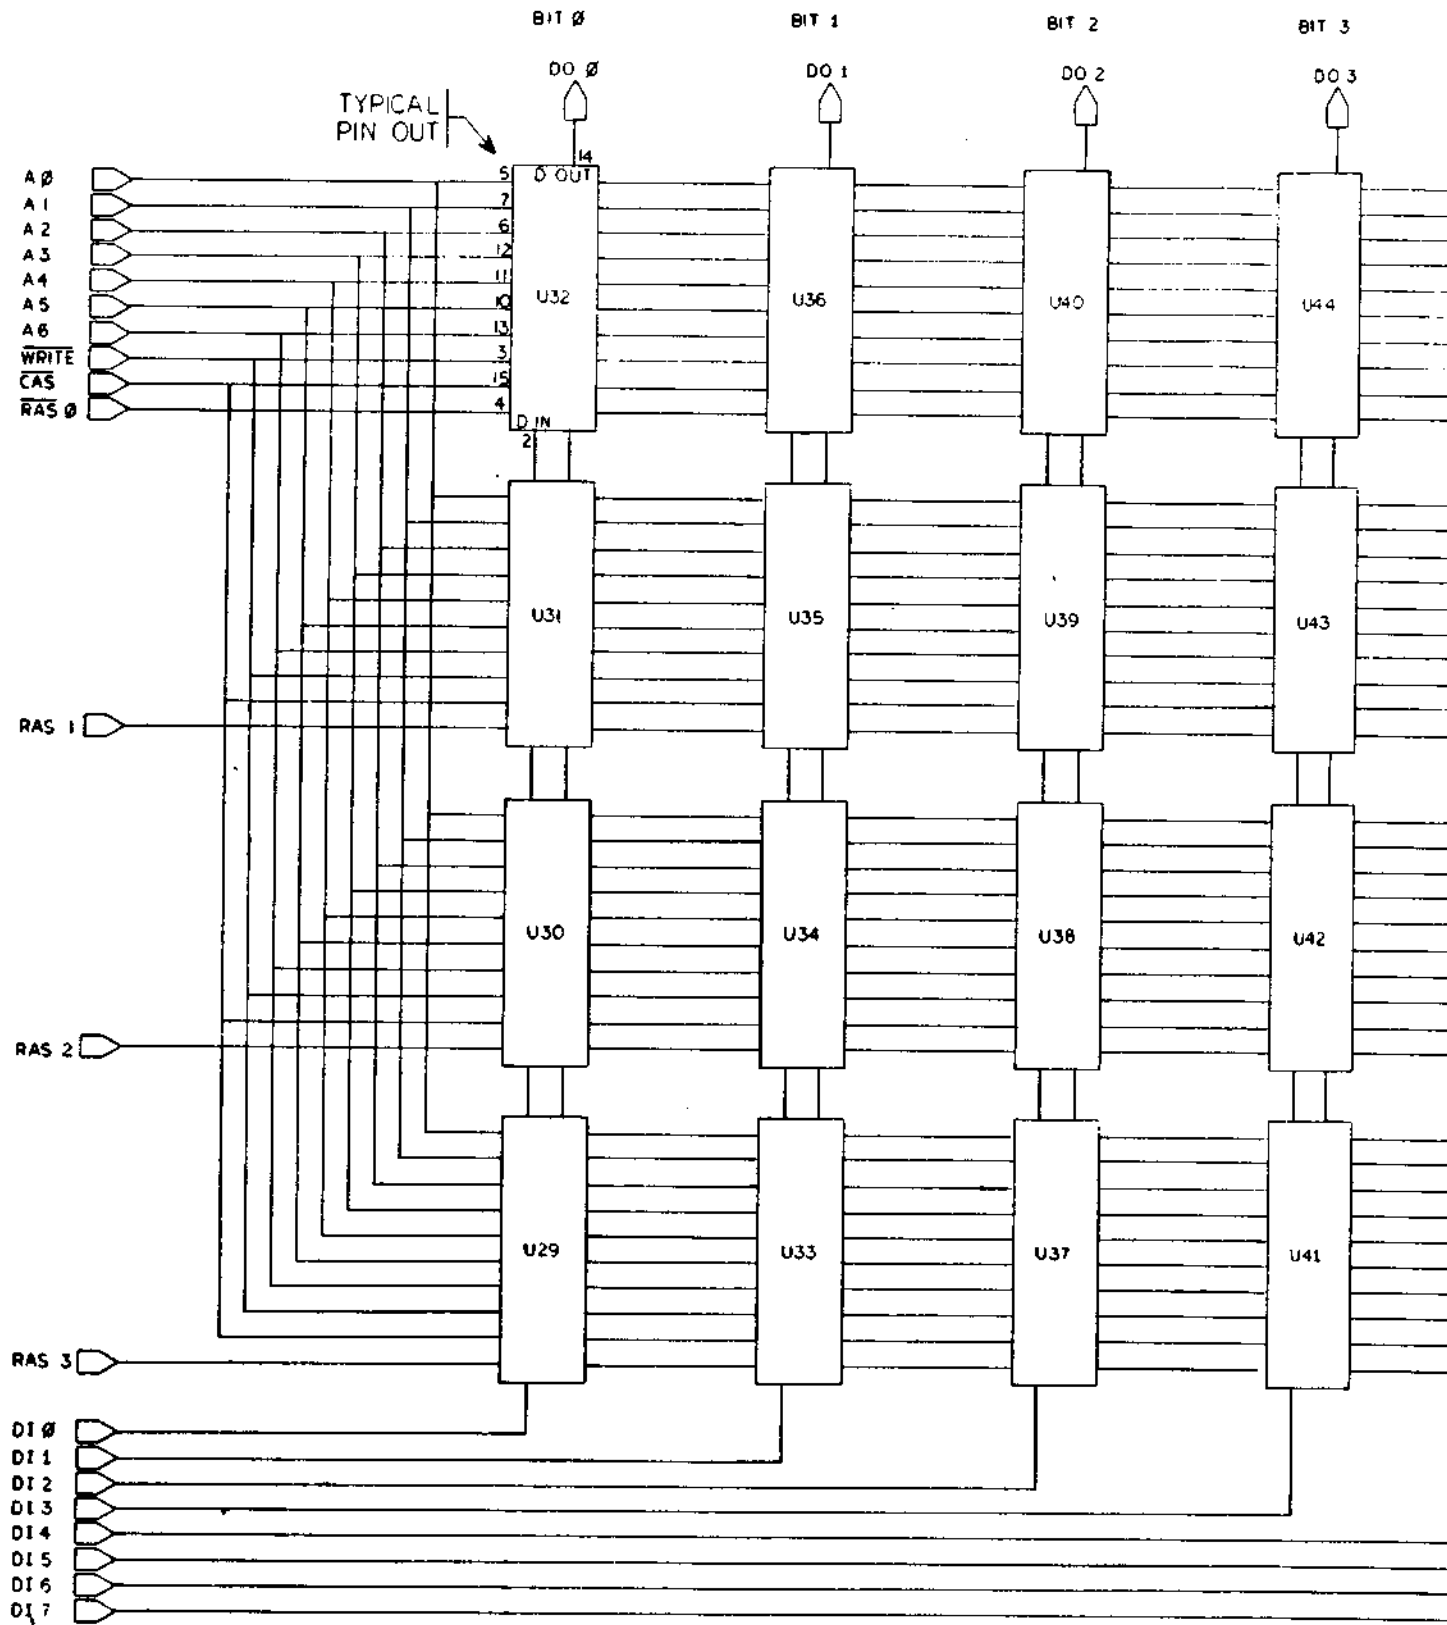 BIT Ø BIT 1 BIT 2 BIT 3
DO Ø DO 1 DO 2 DO 3
TYPICAL
PIN OUT
14
A Ø 5 D OUT
A 1 7
A 2 6
A 3 12
A 4 11
U32 U36 U40 U44
A 5 10
A 6 13
WRITE 3
CAS 15
RAS Ø 4
D IN
2
U31 U35 U39 U43
RAS 1
U30 U34 U38 U42
RAS 2
U29 U33 U37 U41
RAS 3
DI Ø
DI 1
DI 2
DI 3
DI 4
DI 5
DI 6
DI 7